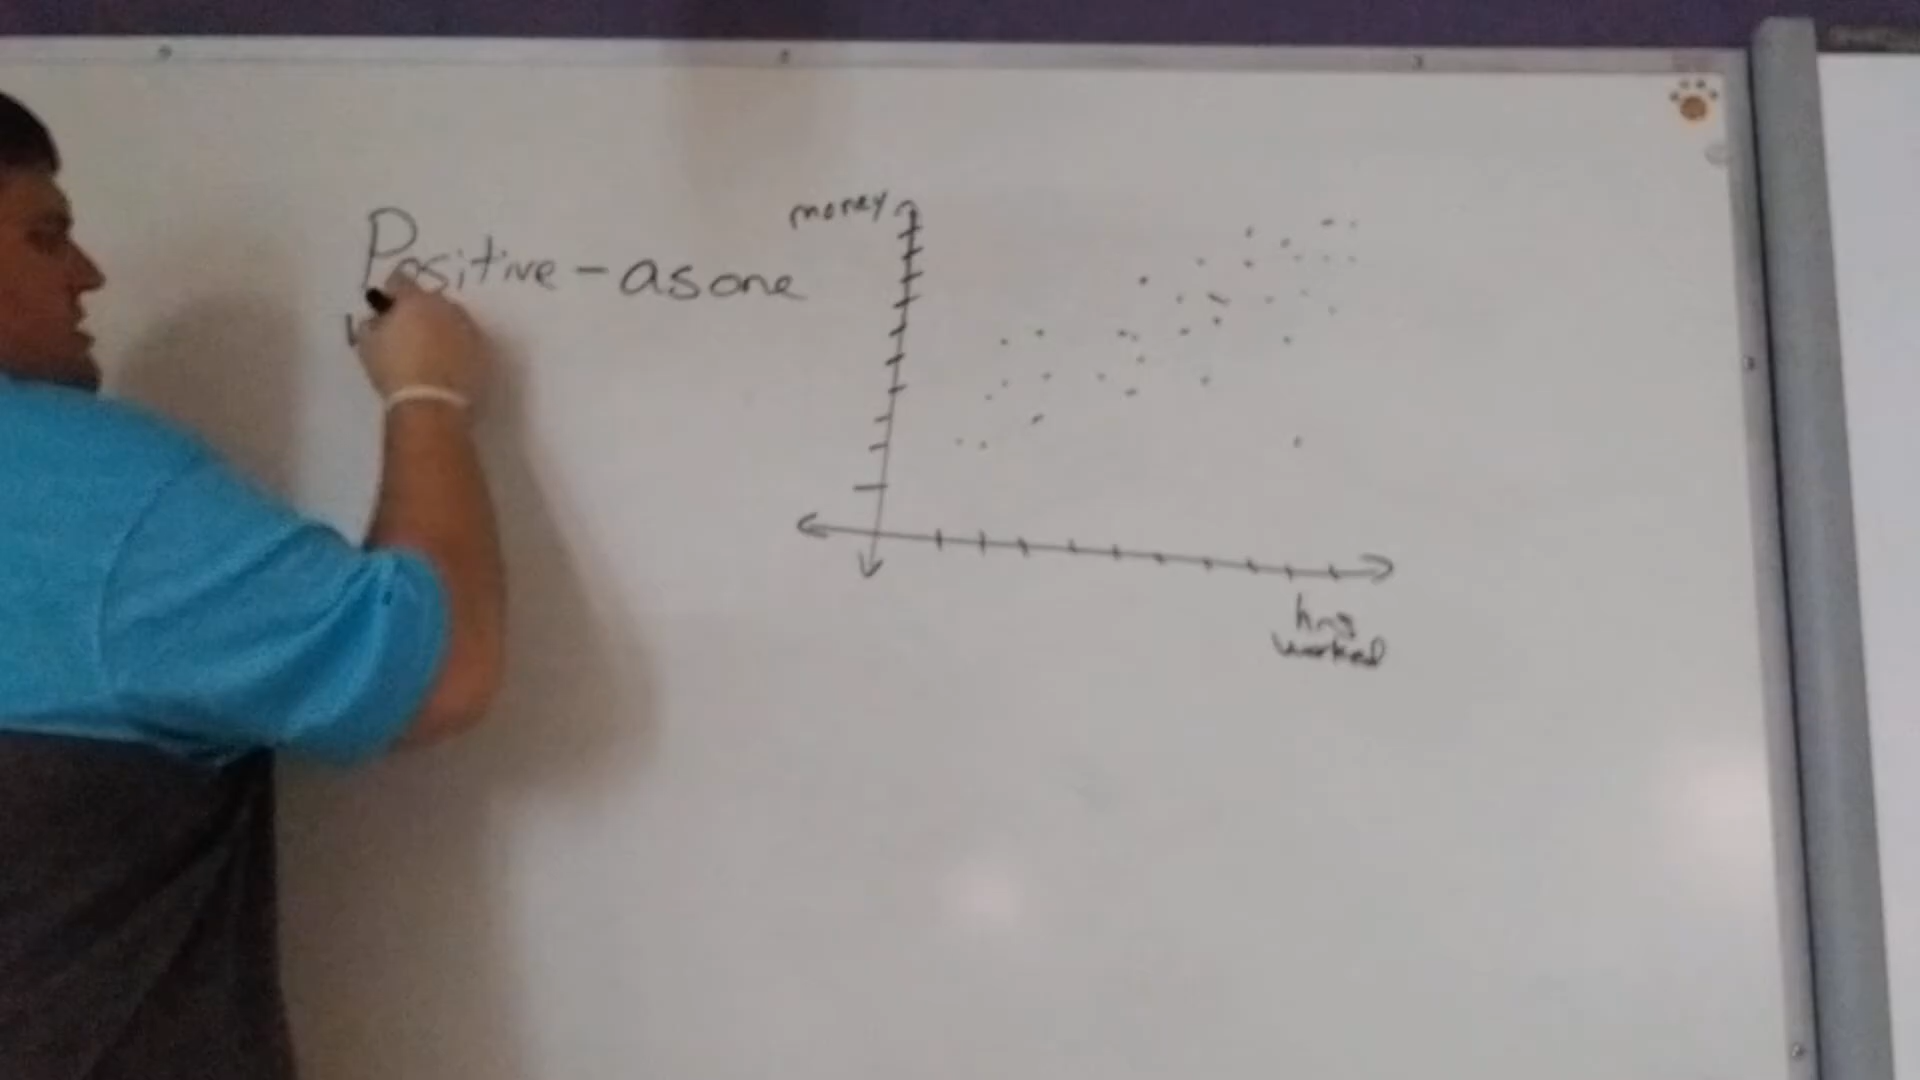 Positive - as one
money
hrs
worked